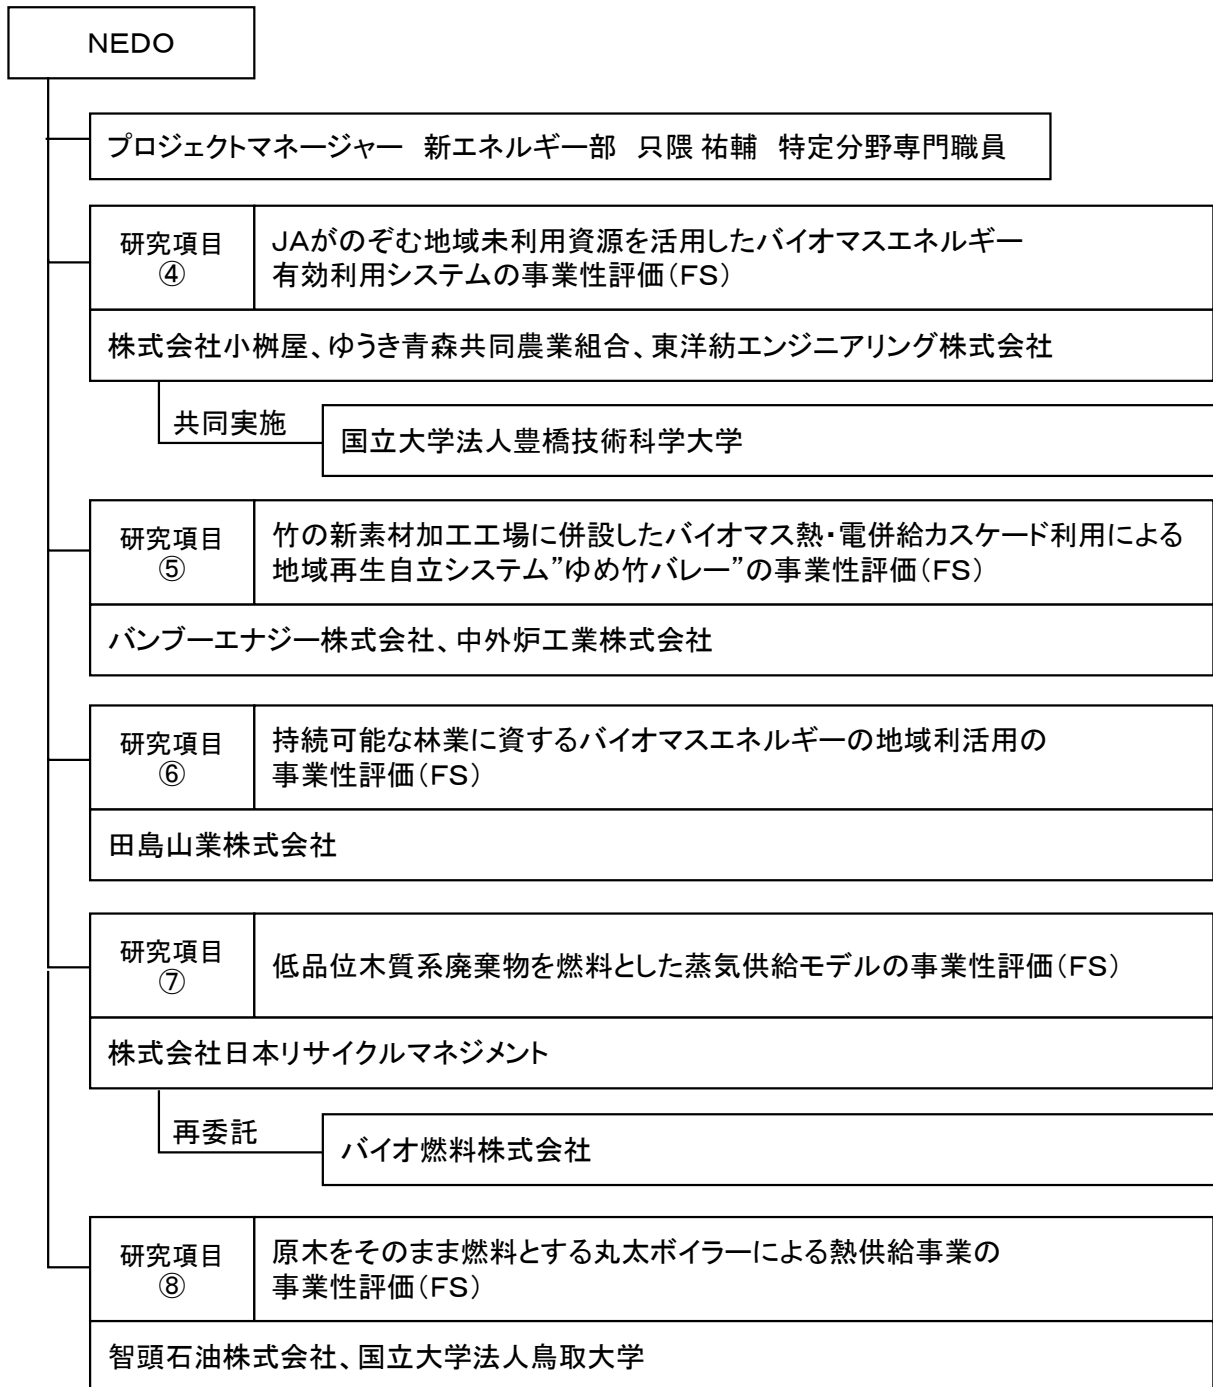 NEDO
プロジェクトマネージャー 新エネルギー部 只隈 祐輔 特定分野専門職員
研究項目
④
JAがのぞむ地域未利用資源を活用したバイオマスエネルギー
有効利用システムの事業性評価(FS)
株式会社小桝屋、ゆうき青森共同農業組合、東洋紡エンジニアリング株式会社
共同実施
国立大学法人豊橋技術科学大学
研究項目
⑤
竹の新素材加工工場に併設したバイオマス熱・電併給カスケード利用による
地域再生自立システム”ゆめ竹バレー”の事業性評価(FS)
バンブーエナジー株式会社、中外炉工業株式会社
研究項目
⑥
持続可能な林業に資するバイオマスエネルギーの地域利活用の
事業性評価(FS)
田島山業株式会社
研究項目
⑦
低品位木質系廃棄物を燃料とした蒸気供給モデルの事業性評価(FS)
株式会社日本リサイクルマネジメント
再委託
バイオ燃料株式会社
研究項目
⑧
原木をそのまま燃料とする丸太ボイラーによる熱供給事業の
事業性評価(FS)
智頭石油株式会社、国立大学法人鳥取大学